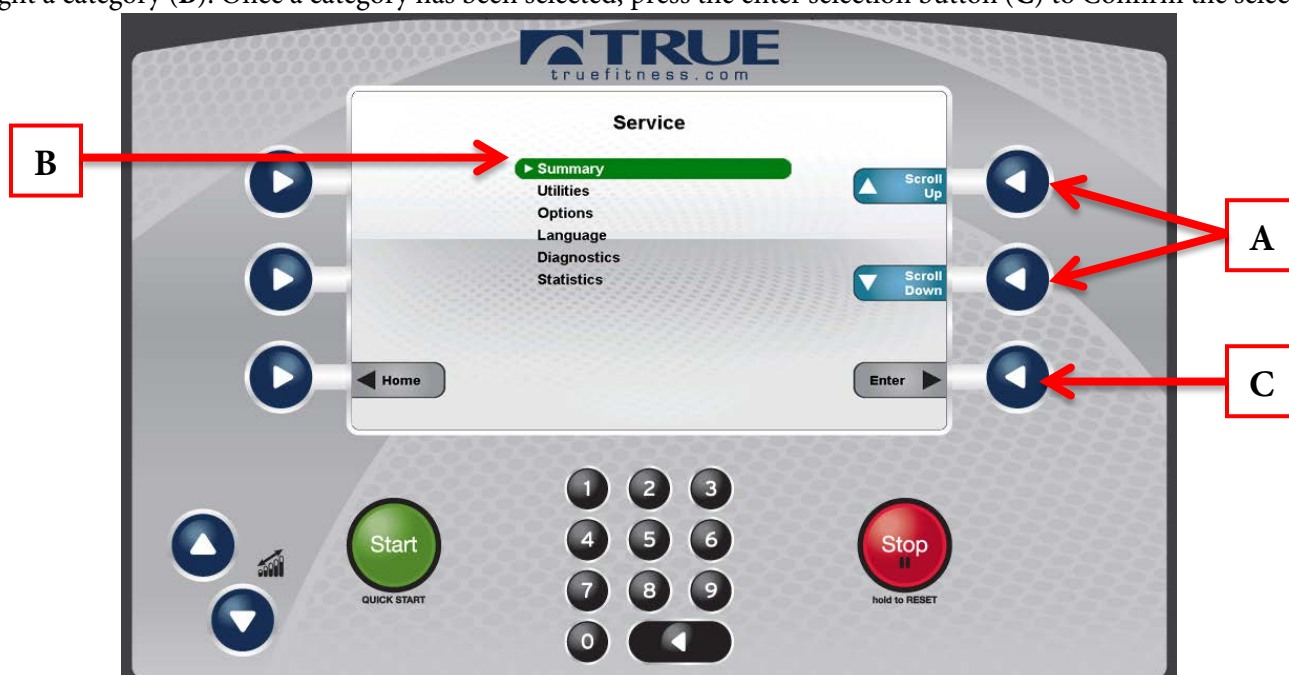 ght a category (B). Once a category has been selected, press the enter selection button (C) to Confirm the selec
TRUE
truefitness.com
Service
B
Summary
Utilities
Options
Language
Diagnostics
Statistics
Scroll
Up
A
Scroll
Down
Home
Enter
C
1 2 3
4 5 6
7 8 9
0
Start
QUICK START
Stop
hold to RESET